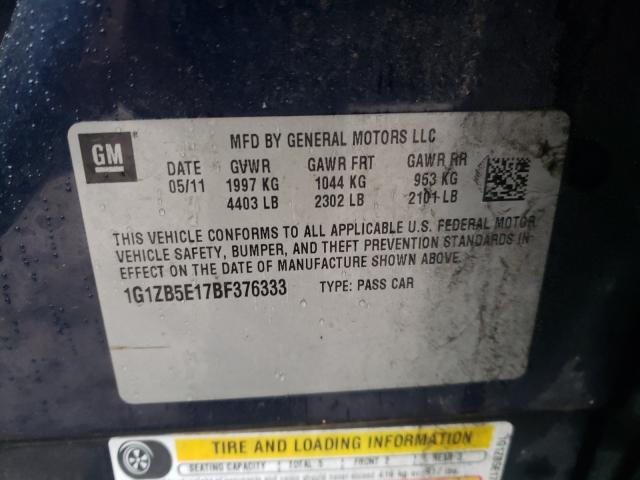 GM
MFD BY GENERAL MOTORS LLC
DATE GVWR GAWR FRT GAWR RR
05/11 1997 KG 1044 KG 953 KG
4403 LB 2302 LB 2101 LB
THIS VEHICLE CONFORMS TO ALL APPLICABLE U.S. FEDERAL MOTOR
VEHICLE SAFETY, BUMPER, AND THEFT PREVENTION STANDARDS IN
EFFECT ON THE DATE OF MANUFACTURE SHOWN ABOVE.
1G1ZB5E17BF376333 TYPE: PASS CAR
TIRE AND LOADING INFORMATION
SEATING CAPACITY TOTAL 5 FRONT 2 REAR 3